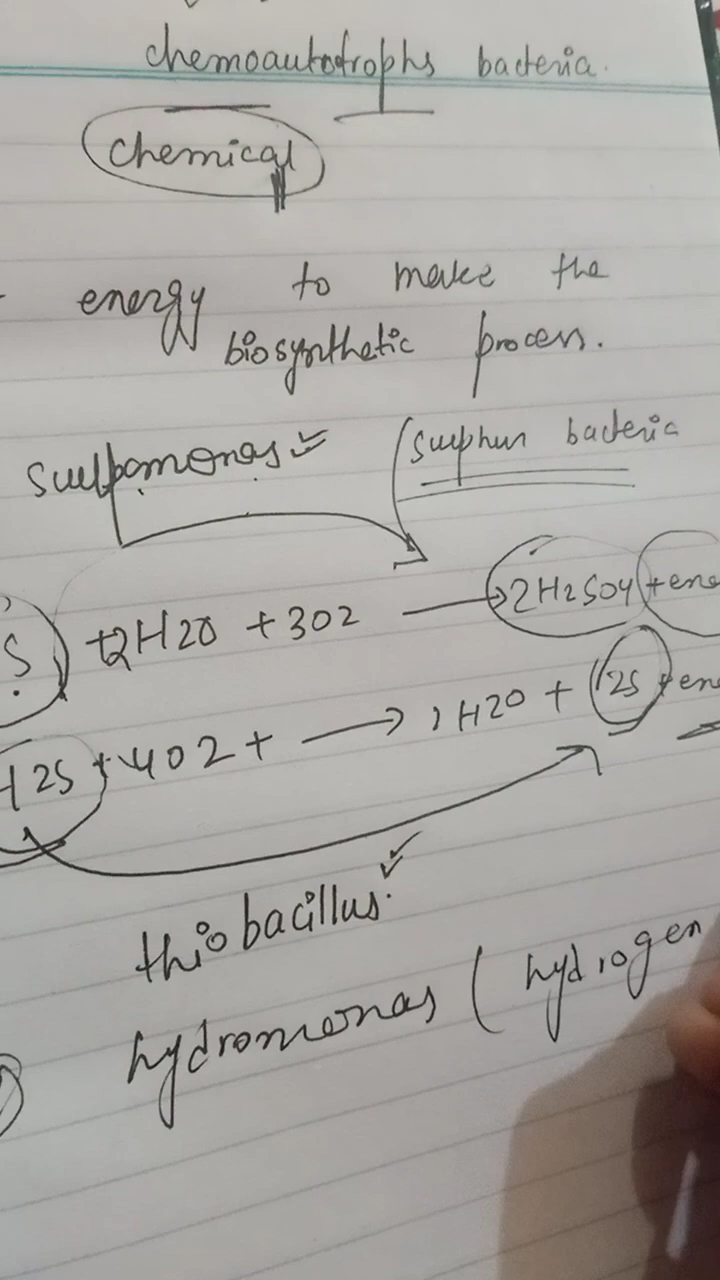 chemoautotrophs bacteria.
chemical
energy to make the
biosynthetic process.
sulphomonas (sulphur bacteria
S +2H2O +3O2 → 2H2SO4 +ene
H2S +4O2 + → H2O + 2S + en
thiobacillus.
hydromonas (hydrogen